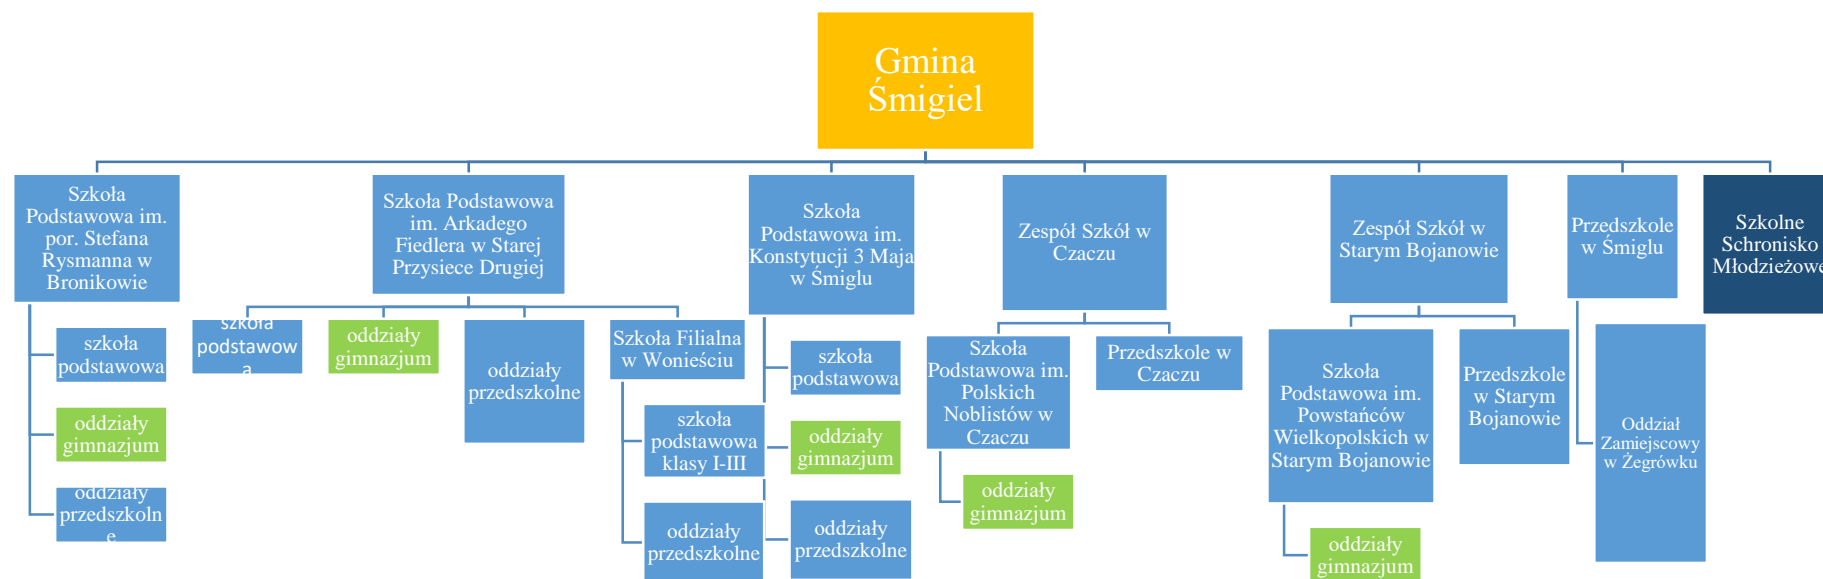 Gmina
Śmigiel
Szkoła
Podstawowa im.
por. Stefana
Rysmanna w
Bronikowie
szkoła
podstawowa
oddziały
gimnazjum
oddziały
przedszkoln
e
Szkoła Podstawowa
im. Arkadego
Fiedlera w Starej
Przysiece Drugiej
szkoła
podstawow
a
oddziały
gimnazjum
oddziały
przedszkolne
Szkoła Filialna
w Wonieściu
szkoła
podstawowa
klasy I-III
oddziały
przedszkolne
Szkoła
Podstawowa im.
Konstytucji 3 Maja
w Śmiglu
szkoła
podstawowa
oddziały
gimnazjum
oddziały
przedszkolne
Zespół Szkół w
Czaczu
Szkoła
Podstawowa im.
Polskich
Noblistów w
Czaczu
oddziały
gimnazjum
Przedszkole w
Czaczu
Zespół Szkół w
Starym Bojanowie
Szkoła
Podstawowa im.
Powstańców
Wielkopolskich w
Starym Bojanowie
oddziały
gimnazjum
Przedszkole
w Starym
Bojanowie
Przedszkole
w Śmiglu
Oddział
Zamiejscowy
w Żegrówku
Szkolne
Schronisko
Młodzieżowe